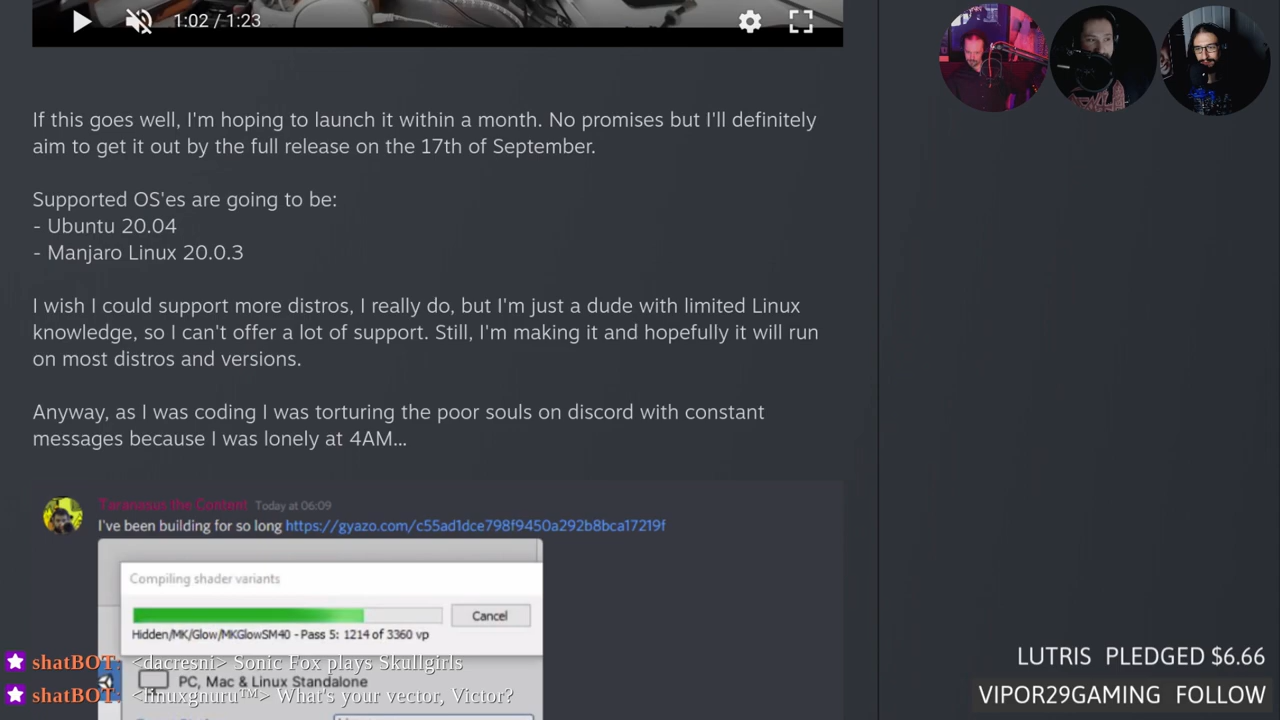 1:02 / 1:23
If this goes well, I'm hoping to launch it within a month. No promises but I'll definitely
aim to get it out by the full release on the 17th of September.
Supported OS'es are going to be:
- Ubuntu 20.04
- Manjaro Linux 20.0.3
I wish I could support more distros, I really do, but I'm just a dude with limited Linux
knowledge, so I can't offer a lot of support. Still, I'm making it and hopefully it will run
on most distros and versions.
Anyway, as I was coding I was torturing the poor souls on discord with constant
messages because I was lonely at 4AM...
Taranasus the Content Today at 06:09
I've been building for so long https://gyazo.com/c55ad1dce798f9450a292b8bca17219f
Compiling shader variants
Cancel
Hidden/MK/Glow/MKGlowSM40 - Pass 5: 1214 of 3360 vp
shatBOT: <dacresni> Sonic Fox plays Skullgirls
PC, Mac & Linux Standalone
shatBOT: <linuxgnuru™> What's your vector, Victor?
LUTRIS PLEDGED $6.66
VIPOR29GAMING FOLLOW